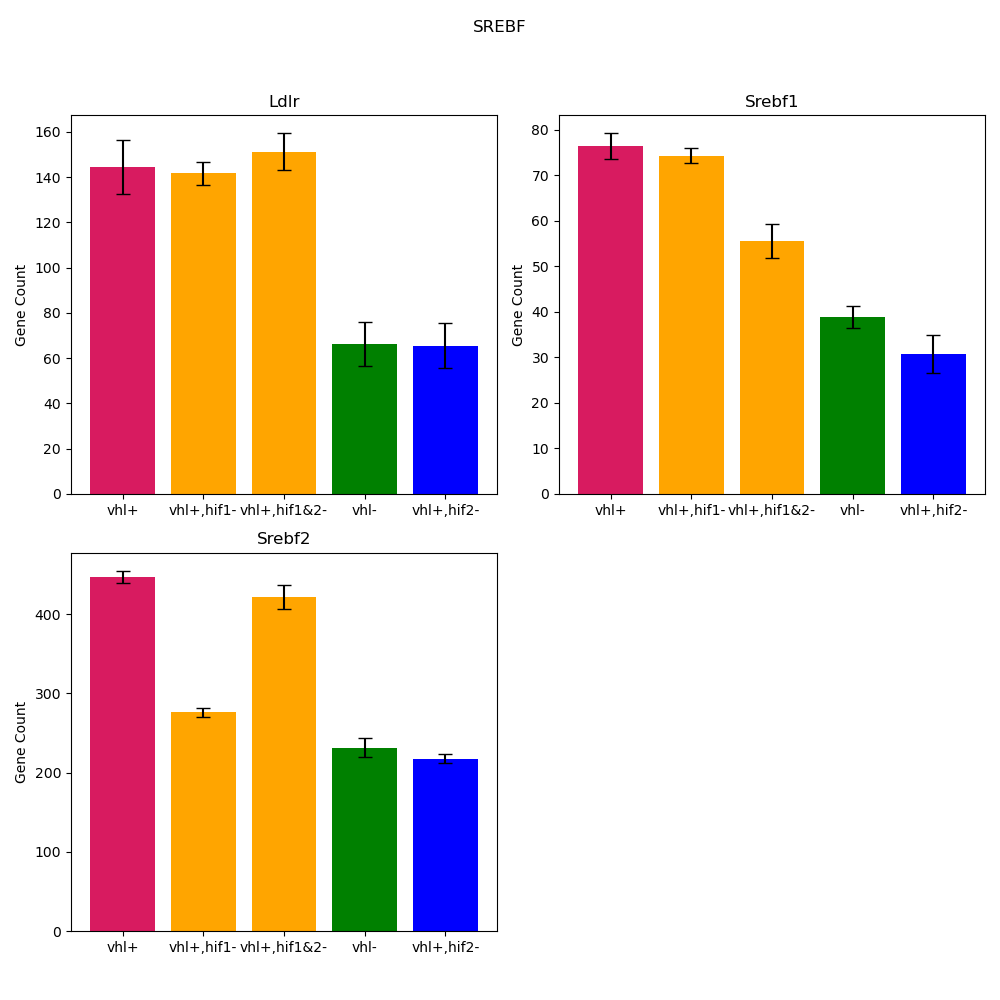 SREBF
Ldlr
Gene Count
160
140
120
100
80
60
40
20
0
vhl+ vhl+,hif1- vhl+,hif1&2- vhl- vhl+,hif2-
Srebf1
Gene Count
80
70
60
50
40
30
20
10
0
vhl+ vhl+,hif1- vhl+,hif1&2- vhl- vhl+,hif2-
Srebf2
Gene Count
400
300
200
100
0
vhl+ vhl+,hif1- vhl+,hif1&2- vhl- vhl+,hif2-